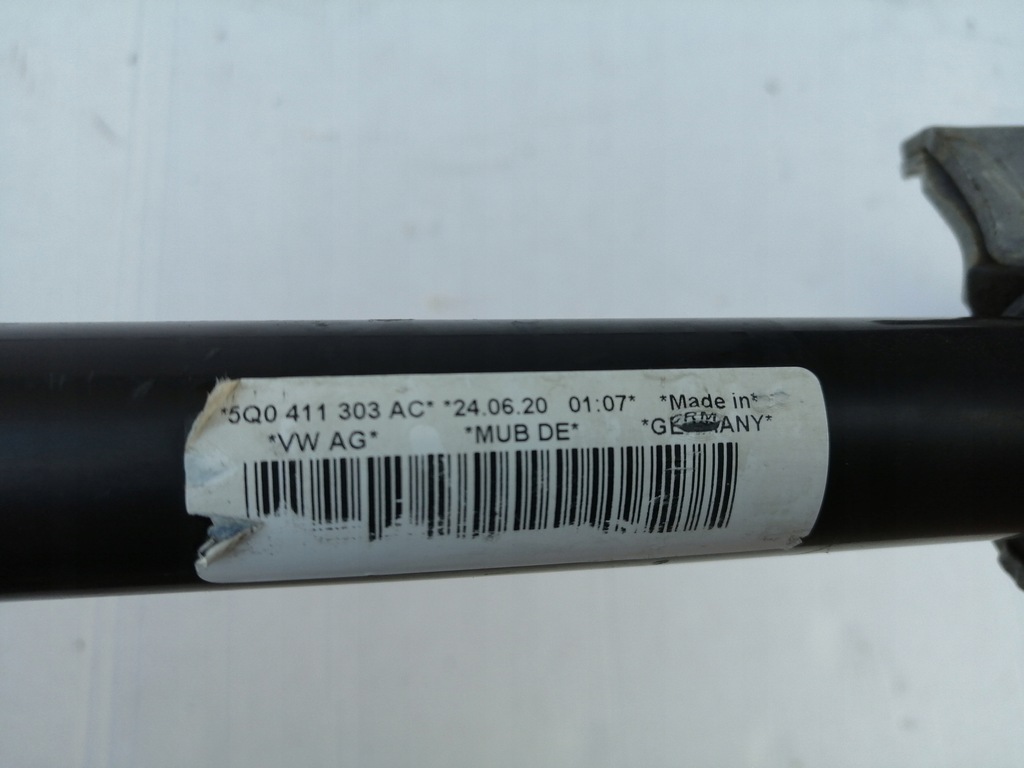 *5Q0 411 303 AC* *24.06.20 01:07* *Made in*
*VW AG* *MUB DE* *GERMANY*